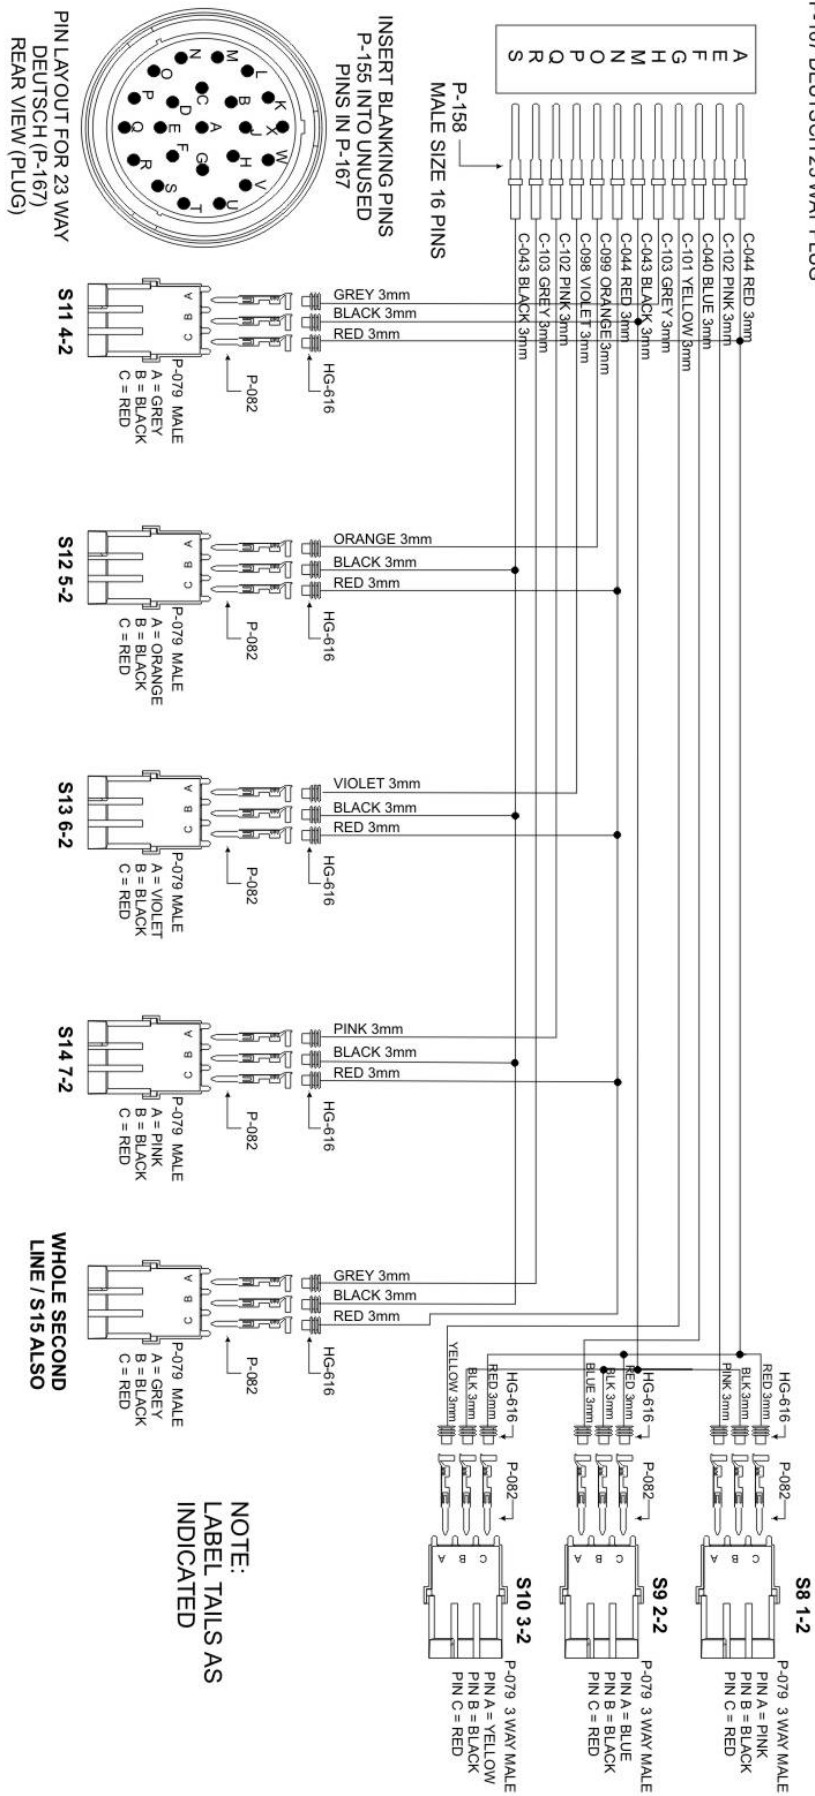 P-167 DEUTSCH 23 WAY PLUG
A
E
F
G
H
M
N
O
P
Q
R
S
C-044 RED 3mm
C-102 PINK 3mm
C-040 BLUE 3mm
C-101 YELLOW 3mm
C-103 GREY 3mm
C-043 BLACK 3mm
C-044 RED 3mm
C-099 ORANGE 3mm
C-098 VIOLET 3mm
C-102 PINK 3mm
C-103 GREY 3mm
C-043 BLACK 3mm
P-158
MALE SIZE 16 PINS
INSERT BLANKING PINS
P-155 INTO UNUSED
PINS IN P-167
A
B
C
D
E
F
G
H
J
K
L
M
N
O
P
Q
R
S
T
U
V
W
X
PIN LAYOUT FOR 23 WAY
DEUTSCH (P-167)
REAR VIEW (PLUG)
S8 1-2
RED 3mm
BLK 3mm
PINK 3mm
HG-616
P-082
C
B
A
P-079 3 WAY MALE
PIN A = PINK
PIN B = BLACK
PIN C = RED
S9 2-2
RED 3mm
BLK 3mm
BLUE 3mm
HG-616
P-082
C
B
A
P-079 3 WAY MALE
PIN A = BLUE
PIN B = BLACK
PIN C = RED
S10 3-2
RED 3mm
BLK 3mm
YELLOW 3mm
HG-616
P-082
C
B
A
P-079 3 WAY MALE
PIN A = YELLOW
PIN B = BLACK
PIN C = RED
GREY 3mm
BLACK 3mm
RED 3mm
HG-616
P-082
A
B
C
P-079 MALE
A = GREY
B = BLACK
C = RED
S11 4-2
ORANGE 3mm
BLACK 3mm
RED 3mm
HG-616
P-082
A
B
C
P-079 MALE
A = ORANGE
B = BLACK
C = RED
S12 5-2
VIOLET 3mm
BLACK 3mm
RED 3mm
HG-616
P-082
A
B
C
P-079 MALE
A = VIOLET
B = BLACK
C = RED
S13 6-2
PINK 3mm
BLACK 3mm
RED 3mm
HG-616
P-082
A
B
C
P-079 MALE
A = PINK
B = BLACK
C = RED
S14 7-2
GREY 3mm
BLACK 3mm
RED 3mm
HG-616
P-082
A
B
C
P-079 MALE
A = GREY
B = BLACK
C = RED
WHOLE SECOND
LINE / S15 ALSO
NOTE:
LABEL TAILS AS
INDICATED